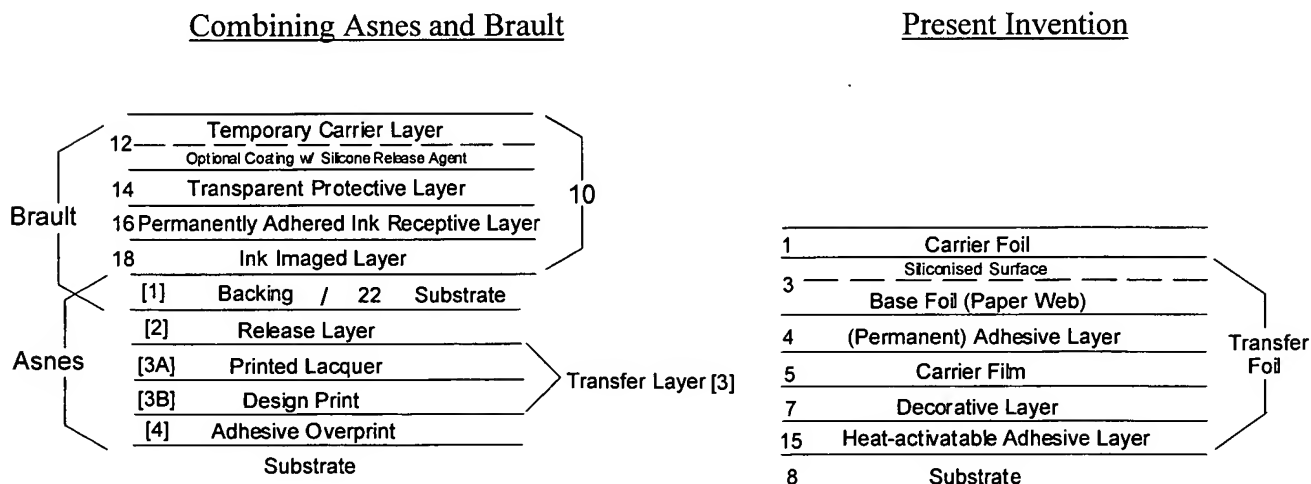 Combining Asnes and Brault
Present Invention
Temporary Carrier Layer
12
Optional Coating w/ Silicone Release Agent
14 Transparent Protective Layer
10
Brault
16 Permanently Adhered Ink Receptive Layer
18 Ink Imaged Layer
[1] Backing / 22 Substrate
[2] Release Layer
Asnes
[3A] Printed Lacquer
Transfer Layer [3]
[3B] Design Print
[4] Adhesive Overprint
Substrate
1 Carrier Foil
Siliconised Surface
3
Base Foil (Paper Web)
4 (Permanent) Adhesive Layer
Transfer
Foil
5 Carrier Film
7 Decorative Layer
15 Heat-activatable Adhesive Layer
8 Substrate